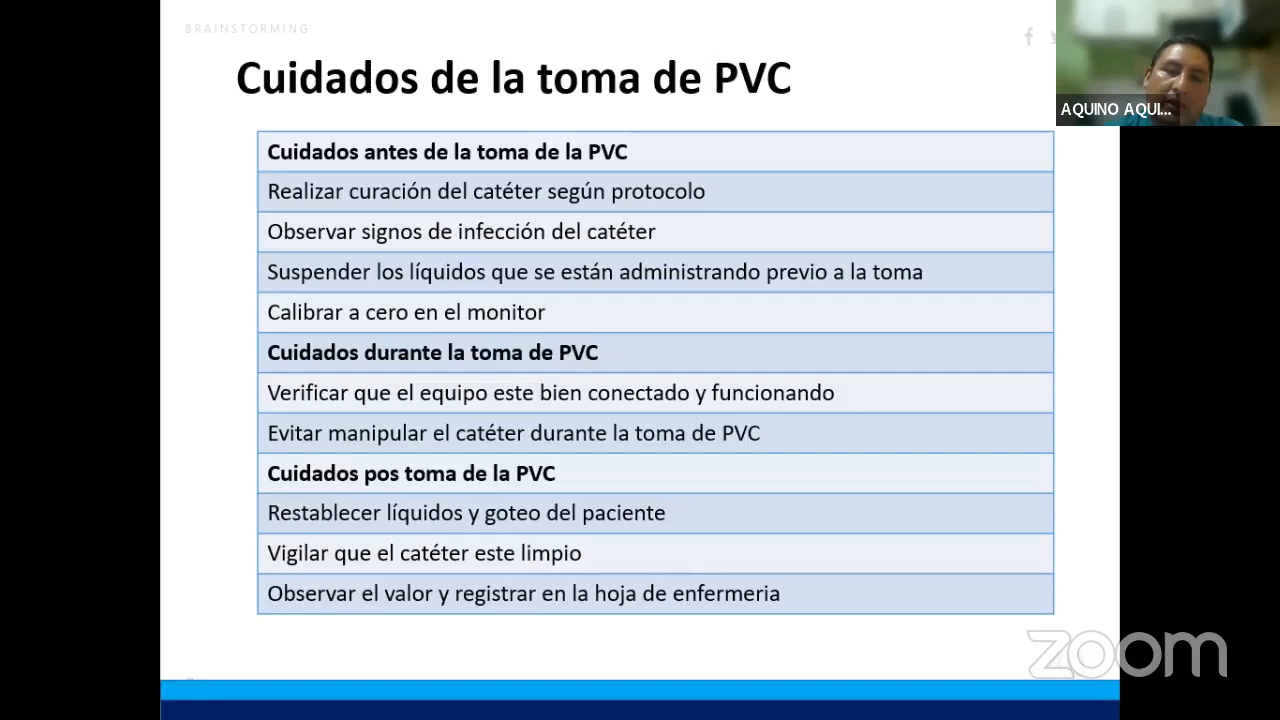 BRAINSTORMING
Cuidados de la toma de PVC
AQUINO AQUI...
Cuidados antes de la toma de la PVC
Realizar curación del catéter según protocolo
Observar signos de infección del catéter
Suspender los líquidos que se están administrando previo a la toma
Calibrar a cero en el monitor
Cuidados durante la toma de PVC
Verificar que el equipo este bien conectado y funcionando
Evitar manipular el catéter durante la toma de PVC
Cuidados pos toma de la PVC
Restablecer líquidos y goteo del paciente
Vigilar que el catéter este limpio
Observar el valor y registrar en la hoja de enfermeria
zoom